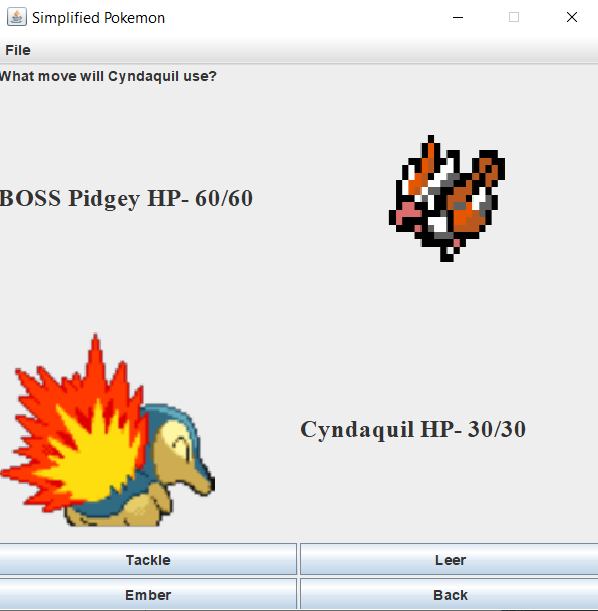 Simplified Pokemon
File
What move will Cyndaquil use?
BOSS Pidgey HP- 60/60
Cyndaquil HP- 30/30
Tackle
Leer
Ember
Back